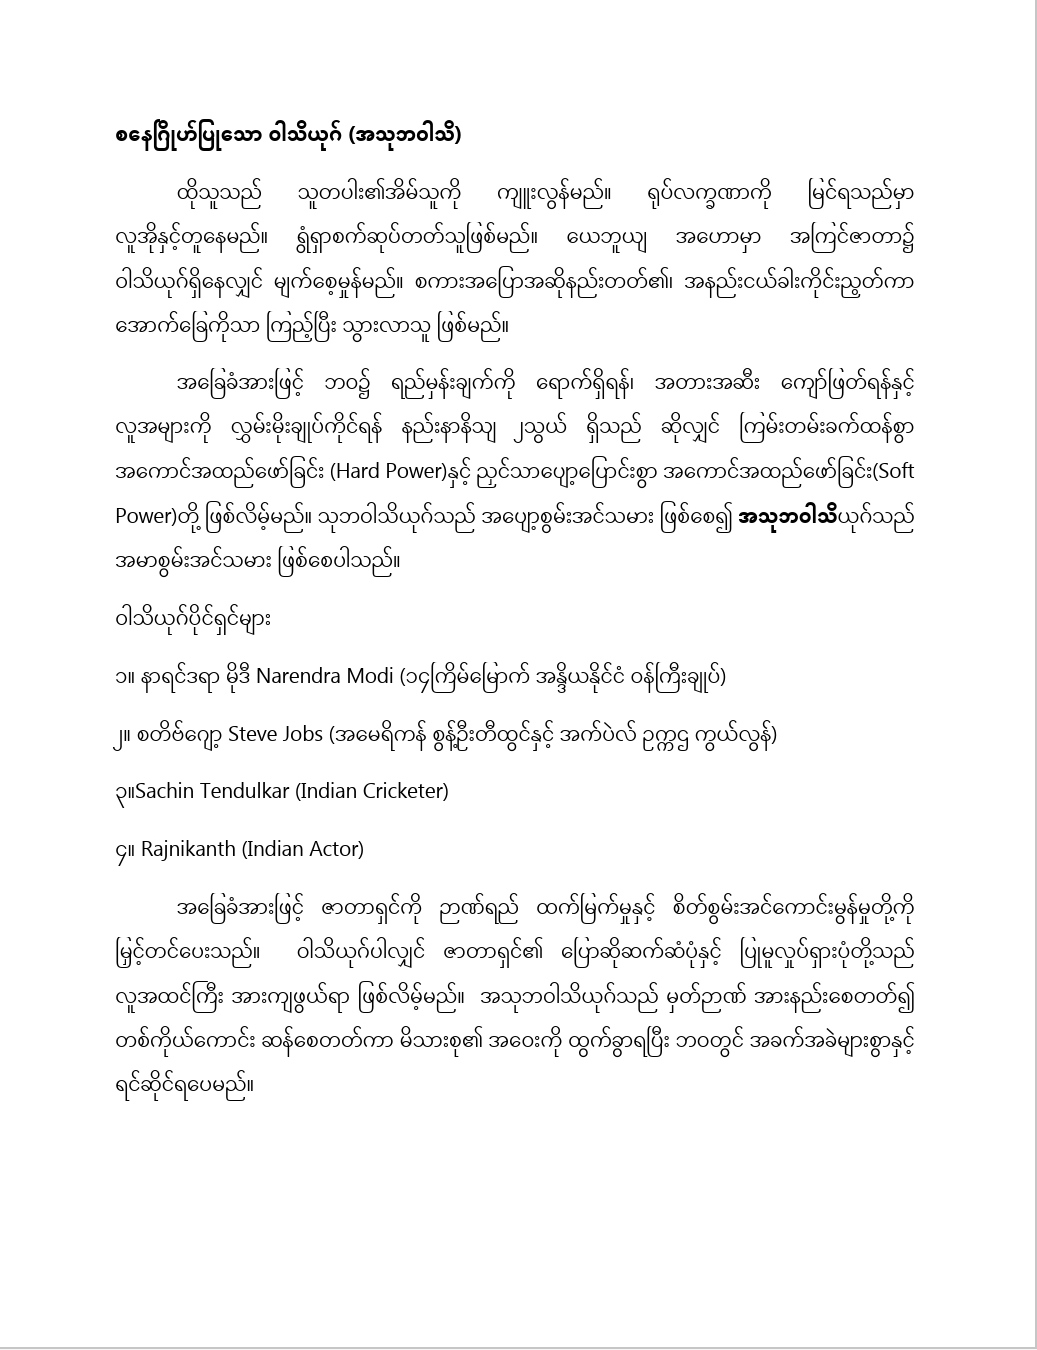 စနေဂြိုဟ်ပြုသော ဝါသိယုဂ် (အသုဘဝါသိ)
ထိုသူသည် သူတပါး၏အိမ်သူကို ကျူးလွန်မည်။ ရုပ်လက္ခဏာကို မြင်ရသည်မှာ
လူအိုနှင့်တူနေမည်။ ရွံရှာစက်ဆုပ်တတ်သူဖြစ်မည်။ ယေဘူယျ အဟောမှာ အကြင်ဇာတာ၌
ဝါသိယုဂ်ရှိနေလျှင် မျက်စေ့မှုန်မည်။ စကားအပြောအဆိုနည်းတတ်၏၊ အနည်းငယ်ခါးကိုင်းညွှတ်ကာ
အောက်ခြေကိုသာ ကြည့်ပြီး သွားလာသူ ဖြစ်မည်။
အခြေခံအားဖြင့် ဘဝ၌ ရည်မှန်းချက်ကို ရောက်ရှိရန်၊ အတားအဆီး ကျော်ဖြတ်ရန်နှင့်
လူအများကို လွှမ်းမိုးချုပ်ကိုင်ရန် နည်းနာနိသျ ၂သွယ် ရှိသည် ဆိုလျှင် ကြမ်းတမ်းခက်ထန်စွာ
အကောင်အထည်ဖော်ခြင်း (Hard Power)နှင့် ညှင်သာပျော့ပြောင်းစွာ အကောင်အထည်ဖော်ခြင်း(Soft
Power)တို့ ဖြစ်လိမ့်မည်။ သုဘဝါသိယုဂ်သည် အပျော့စွမ်းအင်သမား ဖြစ်စေ၍ အသုဘဝါသိယုဂ်သည်
အမာစွမ်းအင်သမား ဖြစ်စေပါသည်။
ဝါသိယုဂ်ပိုင်ရှင်များ
၁။ နာရင်ဒရာ မိုဒီ Narendra Modi (၁၄ကြိမ်မြောက် အန္ဒိယနိုင်ငံ ဝန်ကြီးချုပ်)
၂။ စတိဗ်ဂျော့ Steve Jobs (အမေရိကန် စွန့်ဦးတီထွင်နှင့် အက်ပဲလ် ဥက္ကဌ ကွယ်လွန်)
၃။Sachin Tendulkar (Indian Cricketer)
၄။ Rajnikanth (Indian Actor)
အခြေခံအားဖြင့် ဇာတာရှင်ကို ဉာဏ်ရည် ထက်မြက်မှုနှင့် စိတ်စွမ်းအင်ကောင်းမွန်မှုတို့ကို
မြှင့်တင်ပေးသည်။ ဝါသိယုဂ်ပါလျှင် ဇာတာရှင်၏ ပြောဆိုဆက်ဆံပုံနှင့် ပြုမူလှုပ်ရှားပုံတို့သည်
လူအထင်ကြီး အားကျဖွယ်ရာ ဖြစ်လိမ့်မည်။ အသုဘဝါသိယုဂ်သည် မှတ်ဉာဏ် အားနည်းစေတတ်၍
တစ်ကိုယ်ကောင်း ဆန်စေတတ်ကာ မိသားစု၏ အဝေးကို ထွက်ခွာရပြီး ဘဝတွင် အခက်အခဲများစွာနှင့်
ရင်ဆိုင်ရပေမည်။